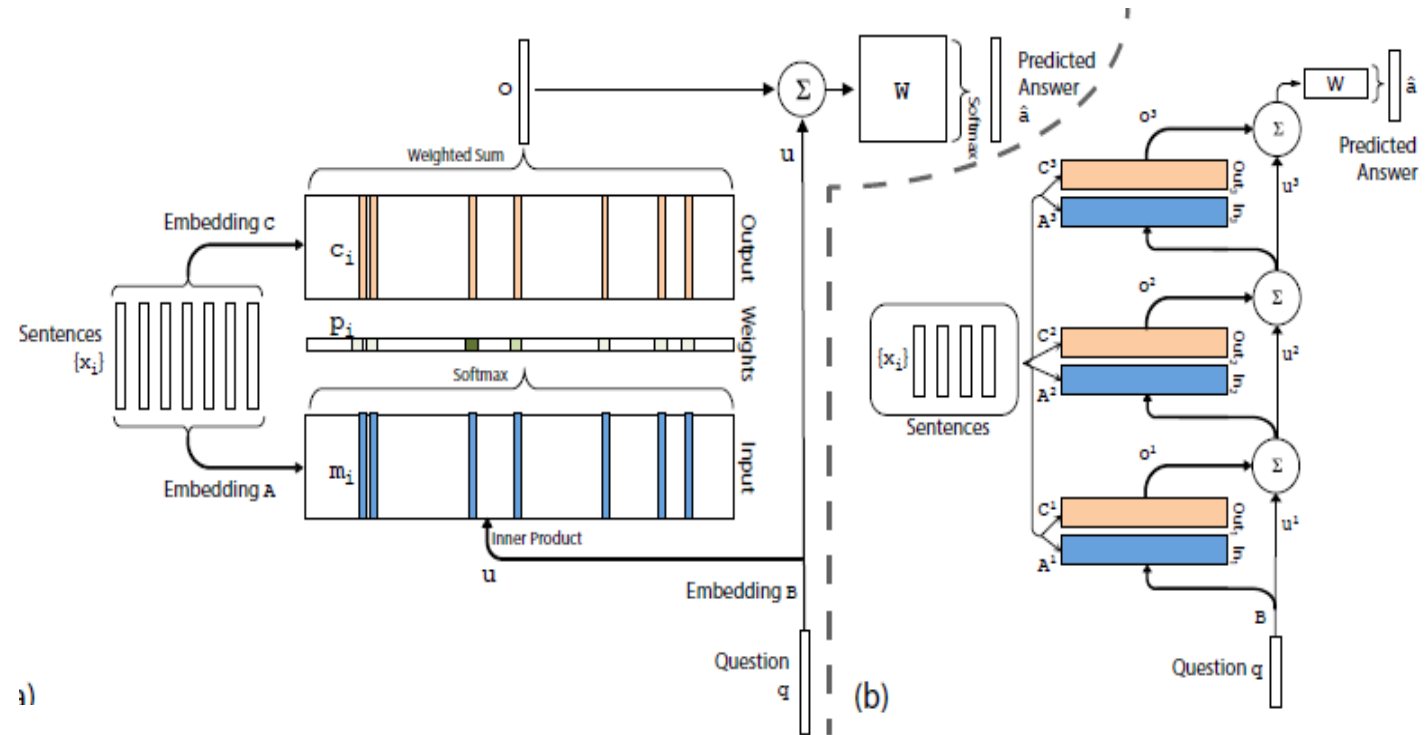 o
Σ
W
Softmax
Predicted
Answer
â
u
Weighted Sum
Embedding C
c_i
Output
Sentences
{x_i}
p_i
Weights
Softmax
m_i
Input
Embedding A
Inner Product
u
Embedding B
Question
q
a)
W
â
Predicted
Answer
Σ
o³
C³
Out₃
A³
In₃
u³
Σ
o²
C²
Out₂
A²
In₂
u²
{x_i}
Sentences
Σ
o¹
C¹
Out₁
A¹
In₁
u¹
B
Question q
(b)